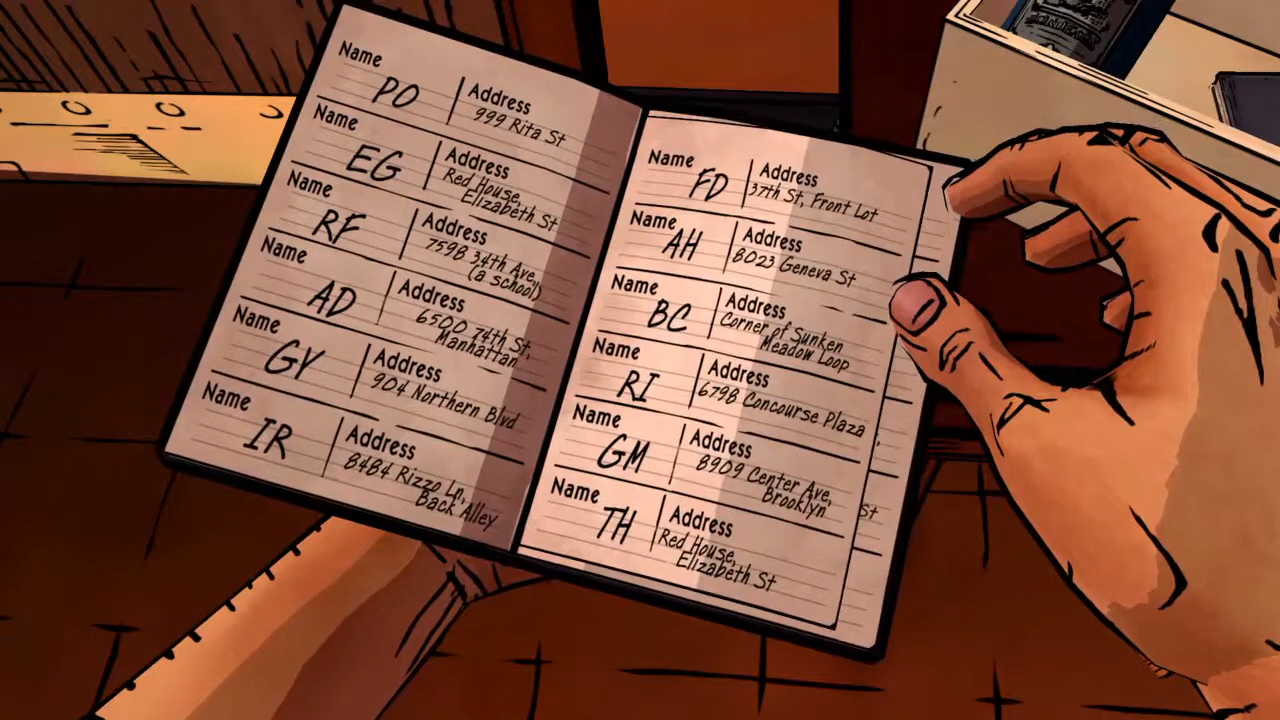 Name
PO
Address
999 Rita St
Name
EG
Address
Red House,
Elizabeth St
Name
RF
Address
7598 34th Ave,
(a school)
Name
AD
Address
6500 74th St,
Manhattan
Name
GY
Address
904 Northern Blvd
Name
IR
Address
8484 Rizzo Ln,
Back Alley
Name
FD
Address
37th St, Front Lot
Name
AH
Address
8023 Geneva St
Name
BC
Address
Corner of Sunken
Meadow Loop
Name
RI
Address
6798 Concourse Plaza
Name
GM
Address
8909 Center Ave,
Brooklyn
Name
TH
Address
Red House,
Elizabeth St
St